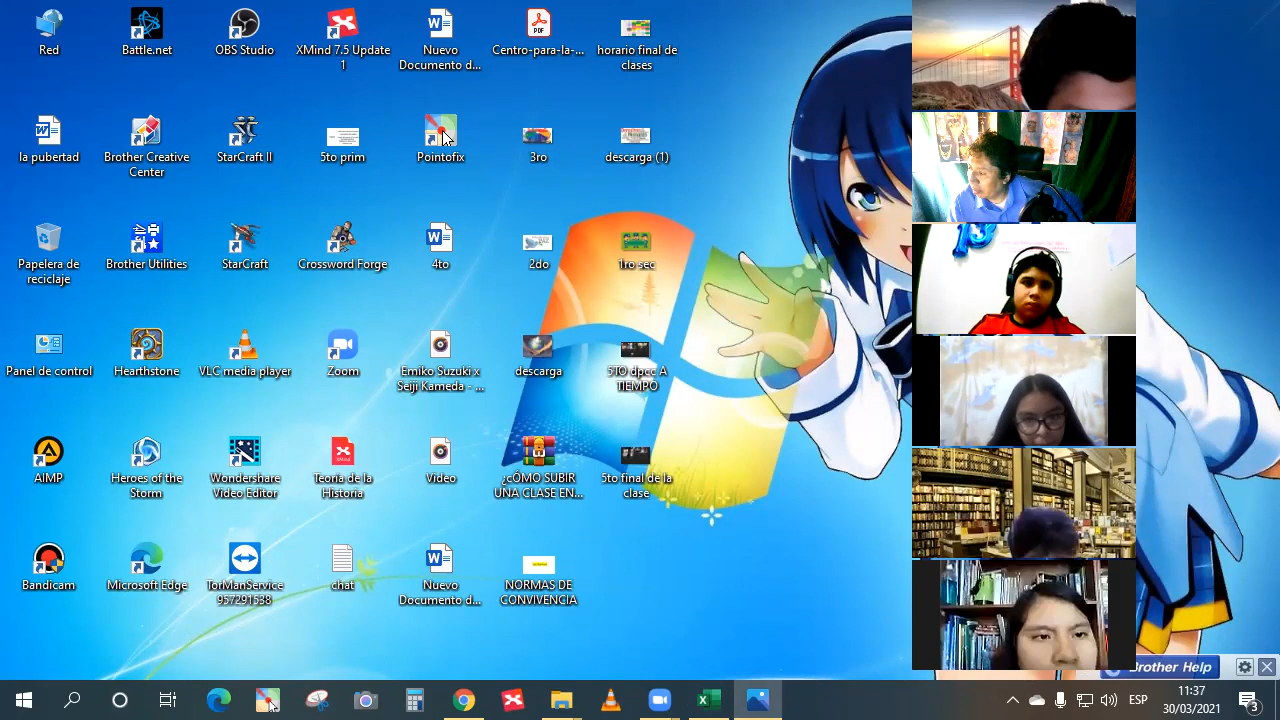 Red
Battle.net
OBS Studio
XMind 7.5 Update
1
Nuevo
Documento d...
Centro-para-la-...
horario final de
clases
la pubertad
Brother Creative
Center
StarCraft II
5to prim
Pointofix
3ro
descarga (1)
Papelera de
reciclaje
Brother Utilities
StarCraft
Crossword Forge
4to
2do
1ro sec
Panel de control
Hearthstone
VLC media player
Zoom
Emiko Suzuki x
Seiji Kameda - ...
descarga
5TO dpcc A
TIEMPO
AIMP
Heroes of the
Storm
Wondershare
Video Editor
Teoria de la
Historia
Video
¿cÓMO SUBIR
UNA CLASE EN...
5to final de la
clase
Bandicam
Microsoft Edge
TorManService
957291538
chat
Nuevo
Documento d...
NORMAS DE
CONVIVENCIA
PDF
Brother Help
ESP
11:37
30/03/2021
3